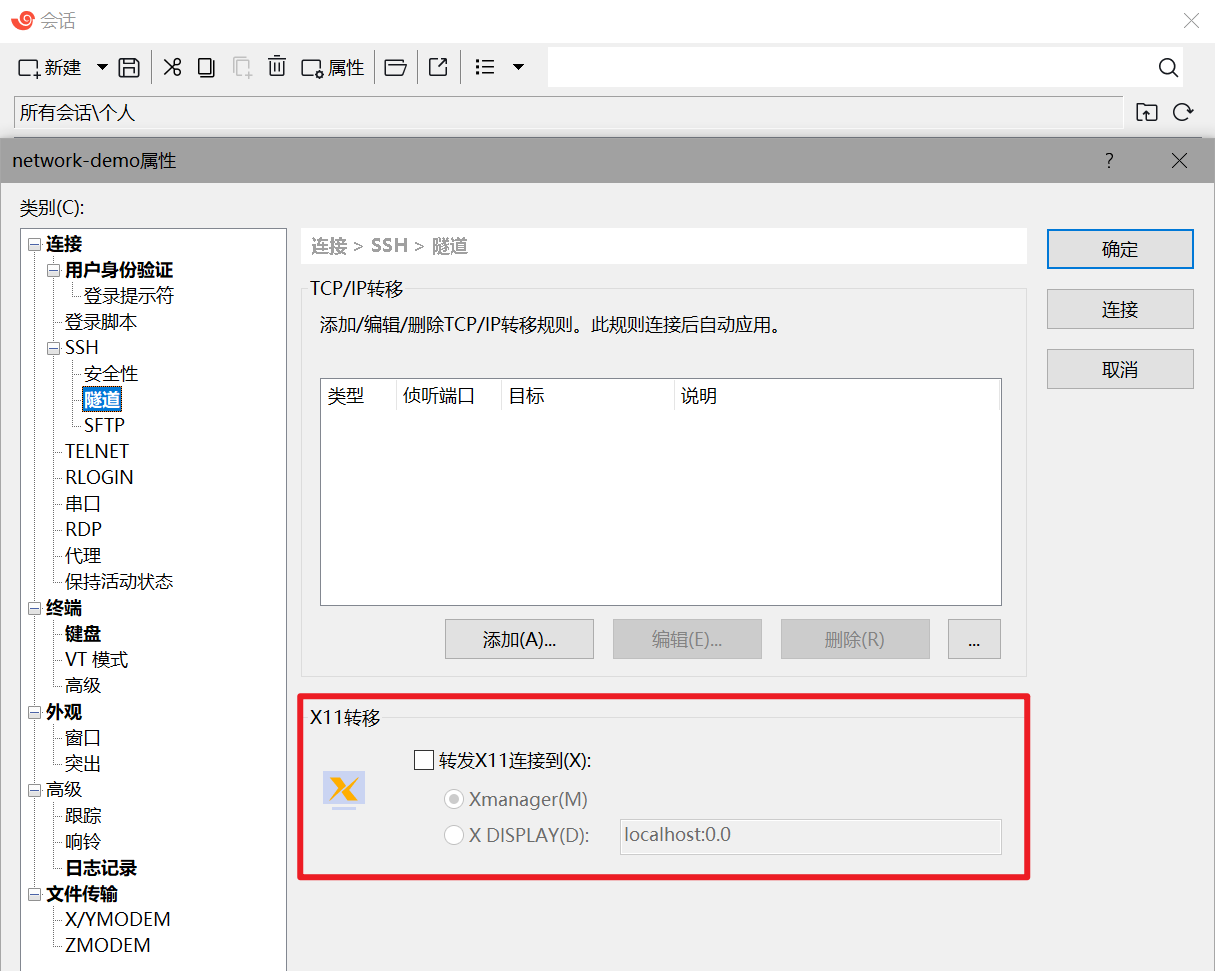 会话
新建
属性
所有会话\个人
network-demo属性
?
类别(C):
连接
用户身份验证
登录提示符
登录脚本
SSH
安全性
隧道
SFTP
TELNET
RLOGIN
串口
RDP
代理
保持活动状态
终端
键盘
VT 模式
高级
外观
窗口
突出
高级
跟踪
响铃
日志记录
文件传输
X/YMODEM
ZMODEM
连接 > SSH > 隧道
TCP/IP转移
添加/编辑/删除TCP/IP转移规则。此规则连接后自动应用。
类型 侦听端口 目标 说明
添加(A)... 编辑(E)... 删除(R) ...
X11转移
转发X11连接到(X):
Xmanager(M)
X DISPLAY(D): localhost:0.0
确定
连接
取消